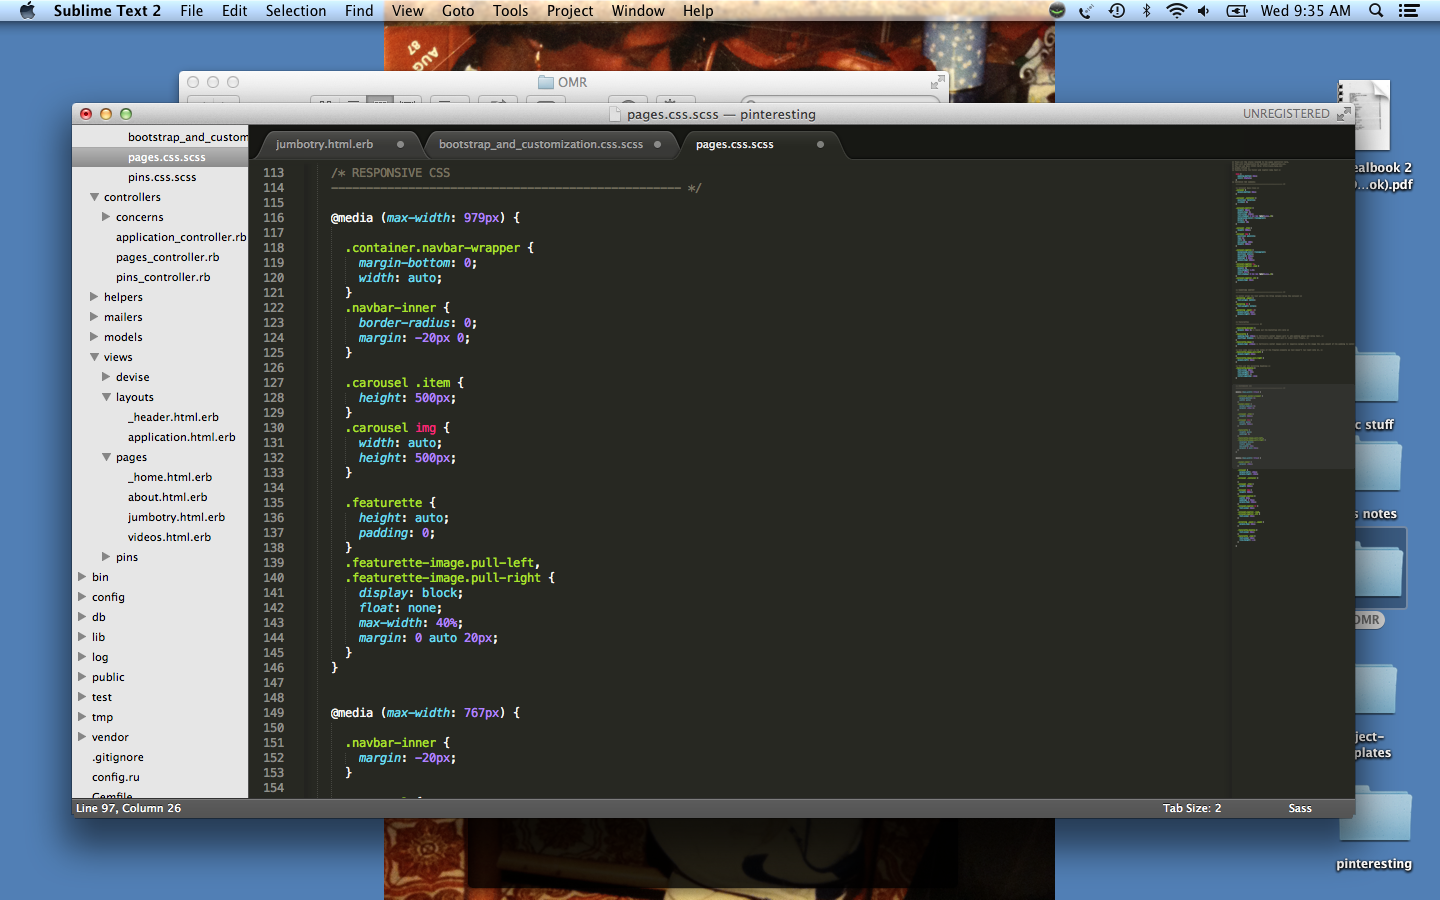 Sublime Text 2 File Edit Selection Find View Goto Tools Project Window Help Wed 9:35 AM
AUG
87
OMR
pages.css.scss — pinteresting UNREGISTERED
jumbotry.html.erb bootstrap_and_customization.css.scss pages.css.scss
bootstrap_and_custom
pages.css.scss
pins.css.scss
controllers
concerns
application_controller.rb
pages_controller.rb
pins_controller.rb
helpers
mailers
models
views
devise
layouts
_header.html.erb
application.html.erb
pages
_home.html.erb
about.html.erb
jumbotry.html.erb
videos.html.erb
pins
bin
config
db
lib
log
public
test
tmp
vendor
.gitignore
config.ru
Gemfile
113 /* RESPONSIVE CSS
114 -------------------------------------------------- */
115
116 @media (max-width: 979px) {
117
118 .container.navbar-wrapper {
119 margin-bottom: 0;
120 width: auto;
121 }
122 .navbar-inner {
123 border-radius: 0;
124 margin: -20px 0;
125 }
126
127 .carousel .item {
128 height: 500px;
129 }
130 .carousel img {
131 width: auto;
132 height: 500px;
133 }
134
135 .featurette {
136 height: auto;
137 padding: 0;
138 }
139 .featurette-image.pull-left,
140 .featurette-image.pull-right {
141 display: block;
142 float: none;
143 max-width: 40%;
144 margin: 0 auto 20px;
145 }
146 }
147
148
149 @media (max-width: 767px) {
150
151 .navbar-inner {
152 margin: -20px;
153 }
154
Line 97, Column 26 Tab Size: 2 Sass
ealbook 2
...ok).pdf
c stuff
s notes
OMR
ject-
plates
pinteresting